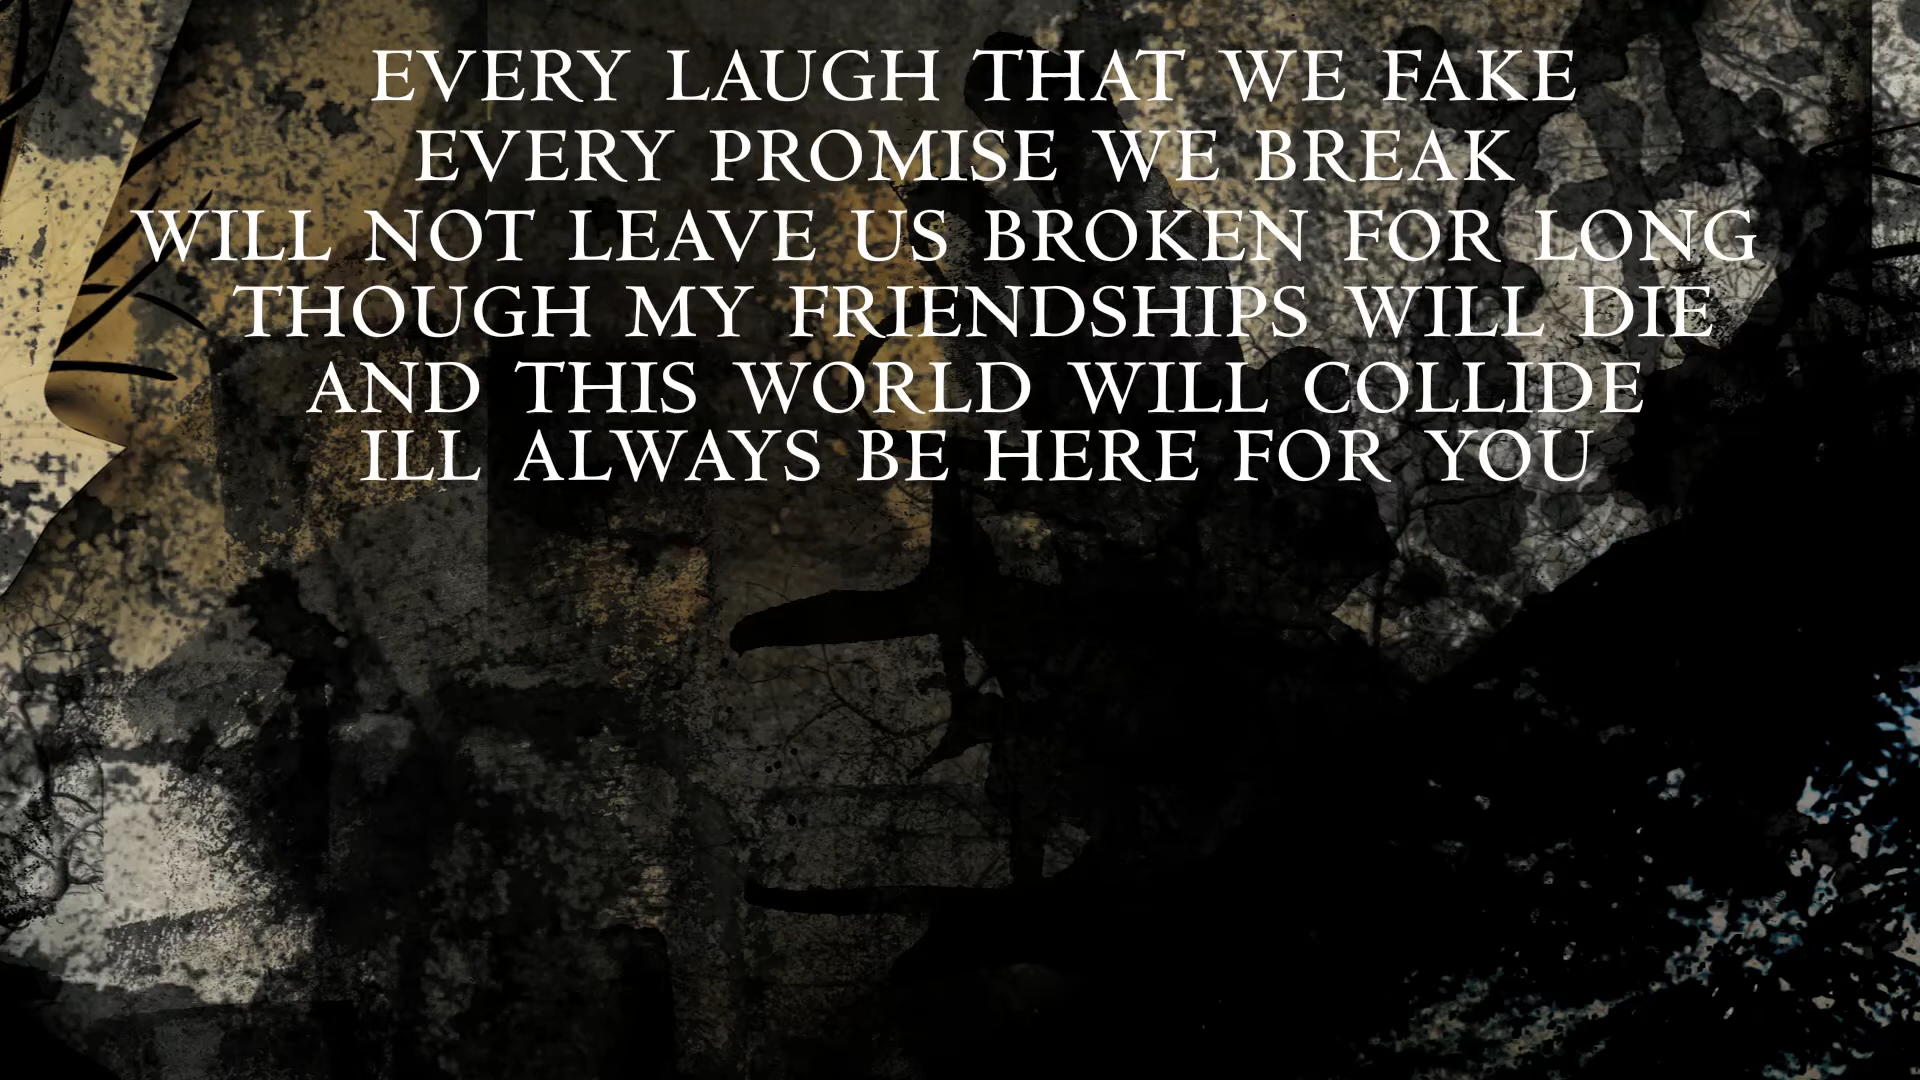 EVERY LAUGH THAT WE FAKE
EVERY PROMISE WE BREAK
WILL NOT LEAVE US BROKEN FOR LONG
THOUGH MY FRIENDSHIPS WILL DIE
AND THIS WORLD WILL COLLIDE
ILL ALWAYS BE HERE FOR YOU